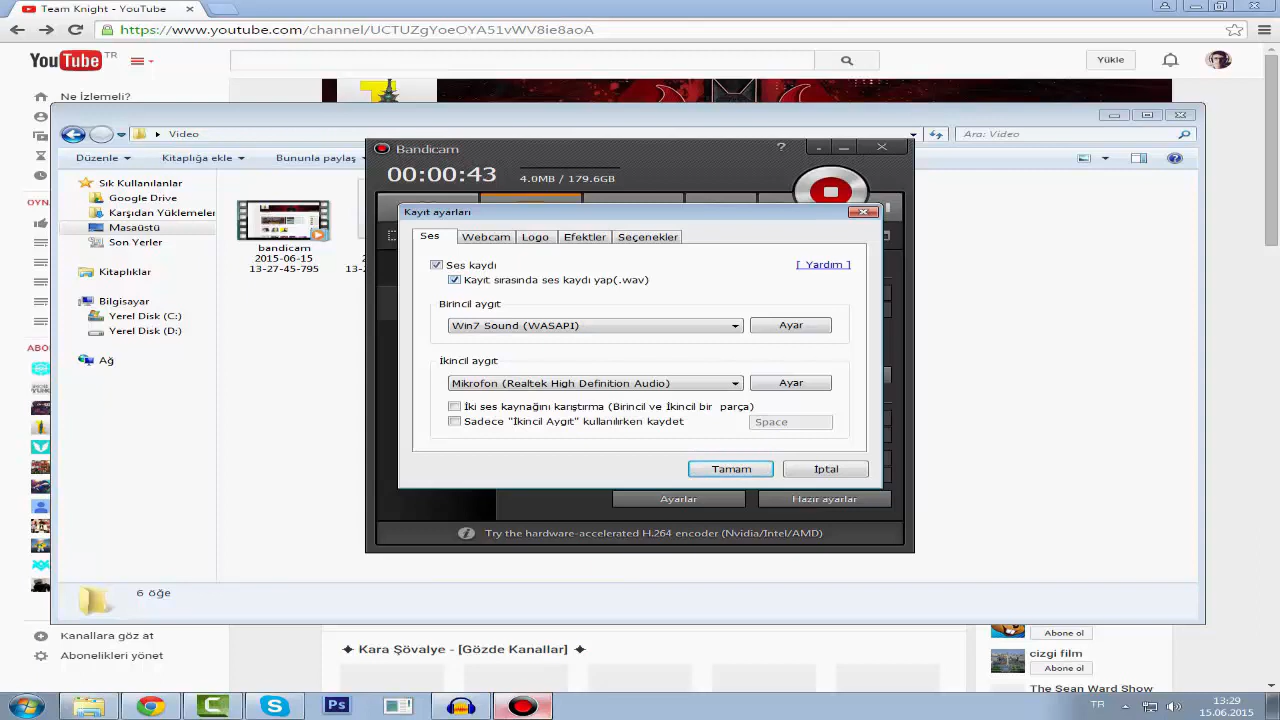 Team Knight - YouTube
https://www.youtube.com/channel/UCTUZgYoeOYA51vWV8ie8aoA
YouTube TR
Yükle
Ne İzlemeli?
Video
Ara: Video
Düzenle
Kitaplığa ekle
Bununla paylaş
Sık Kullanılanlar
Google Drive
Karşıdan Yüklemeler
Masaüstü
Son Yerler
Kitaplıklar
Bilgisayar
Yerel Disk (C:)
Yerel Disk (D:)
Ağ
OYN
ABO
bandicam
2015-06-15
13-27-45-795
Bandicam
00:00:43
4.0MB / 179.6GB
Kayıt ayarları
Ses
Webcam
Logo
Efektler
Seçenekler
Ses kaydı
[ Yardım ]
Kayıt sırasında ses kaydı yap(.wav)
Birincil aygıt
Win7 Sound (WASAPI)
Ayar
İkincil aygıt
Mikrofon (Realtek High Definition Audio)
Ayar
İki ses kaynağını karıştırma (Birincil ve İkincil bir parça)
Sadece "İkincil Aygıt" kullanılırken kaydet
Space
Tamam
İptal
Ayarlar
Hazır ayarlar
Try the hardware-accelerated H.264 encoder (Nvidia/Intel/AMD)
6 öğe
Kanallara göz at
Abonelikleri yönet
Kara Şövalye - [Gözde Kanallar]
Abone ol
cizgi film
Abone ol
The Sean Ward Show
Ps
TR
13:29
15.06.2015